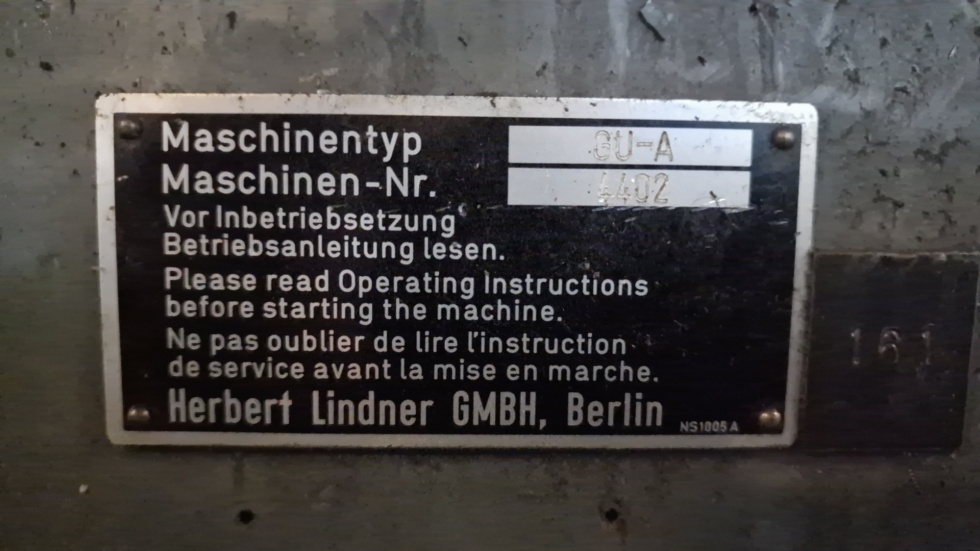 Maschinentyp GU-A
Maschinen-Nr. 4402
Vor Inbetriebsetzung
Betriebsanleitung lesen.
Please read Operating Instructions
before starting the machine.
Ne pas oublier de lire l'instruction
de service avant la mise en marche.
Herbert Lindner GMBH, Berlin
NS1005 A
161